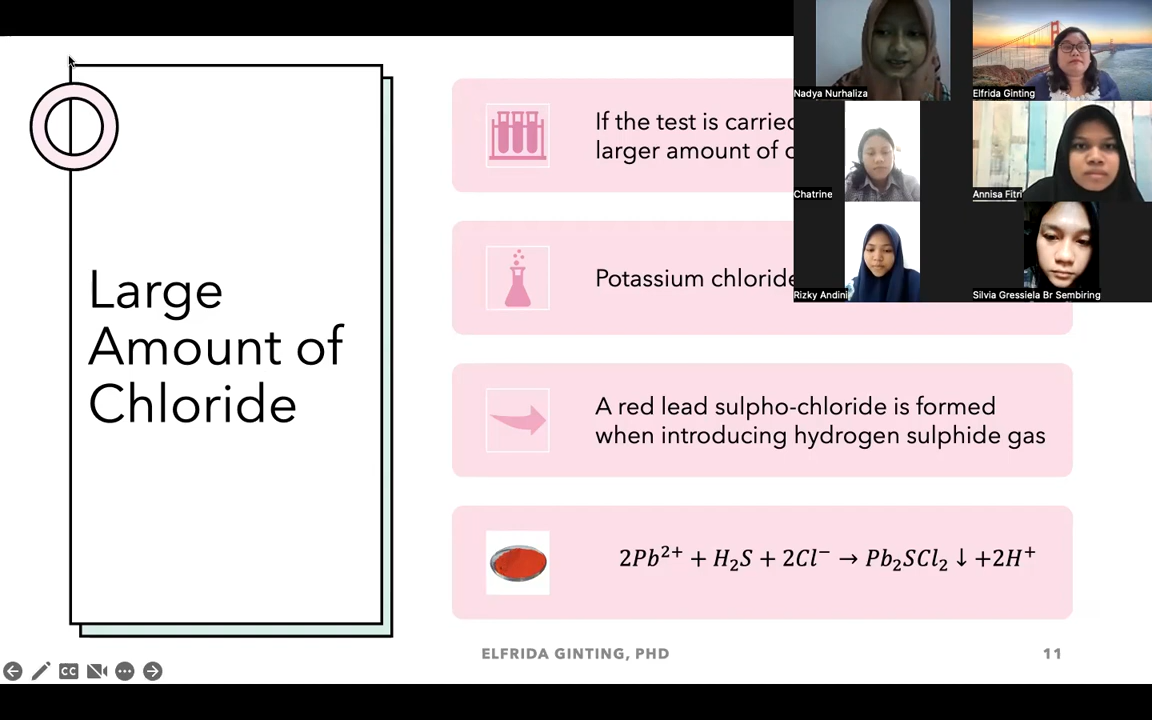 Large
Amount of
Chloride
If the test is carried
larger amount of
Potassium chloride
A red lead sulpho-chloride is formed
when introducing hydrogen sulphide gas
2Pb²⁺ + H₂S + 2Cl⁻ → Pb₂SCl₂ ↓ +2H⁺
ELFRIDA GINTING, PHD
11
Nadya Nurhaliza
Elfrida Ginting
Chatrine
Annisa Fitri
Rizky Andini
Silvia Gressiela Br Sembiring
CC